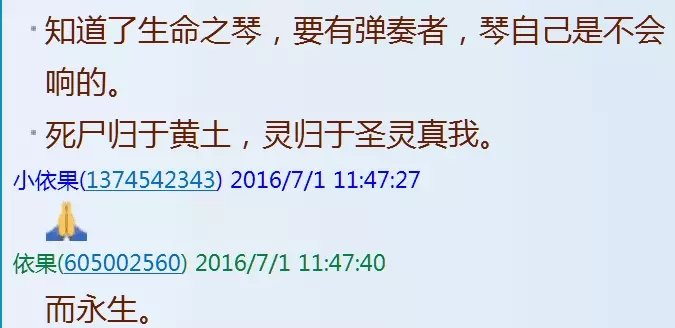 知道了生命之琴，要有弹奏者，琴自己是不会
响的。
死尸归于黄土，灵归于圣灵真我。
小依果(1374542343) 2016/7/1 11:47:27
依果(605002560) 2016/7/1 11:47:40
而永生。